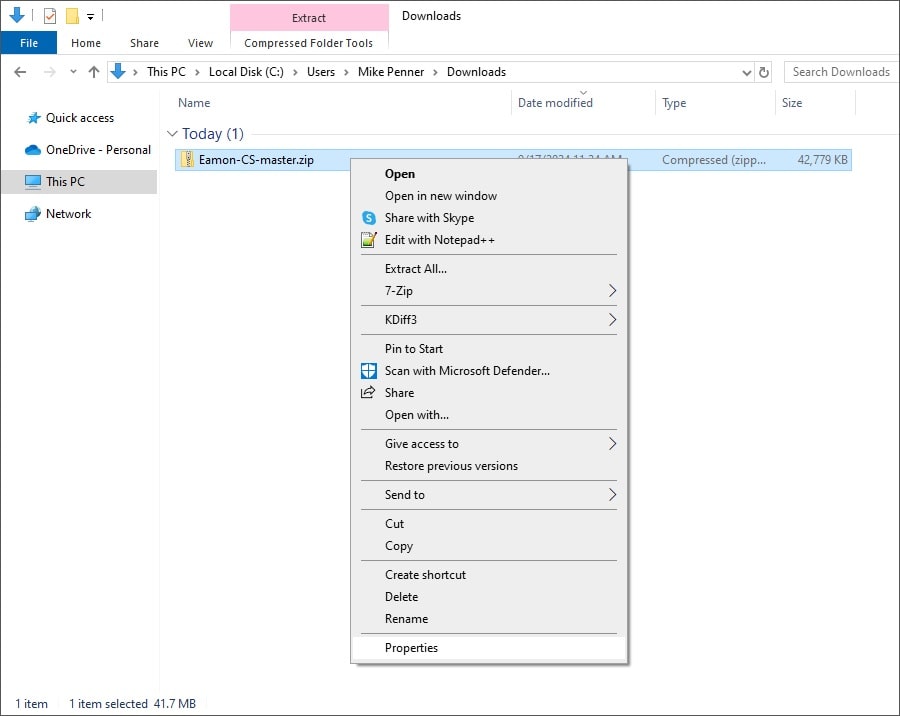 Extract
Downloads
File
Home
Share
View
Compressed Folder Tools
This PC
Local Disk (C:)
Users
Mike Penner
Downloads
Search Downloads
Name
Date modified
Type
Size
Quick access
OneDrive - Personal
This PC
Network
Today (1)
Eamon-CS-master.zip
Compressed (zipp...
42,779 KB
Open
Open in new window
Share with Skype
Edit with Notepad++
Extract All...
7-Zip
KDiff3
Pin to Start
Scan with Microsoft Defender...
Share
Open with...
Give access to
Restore previous versions
Send to
Cut
Copy
Create shortcut
Delete
Rename
Properties
1 item
1 item selected 41.7 MB